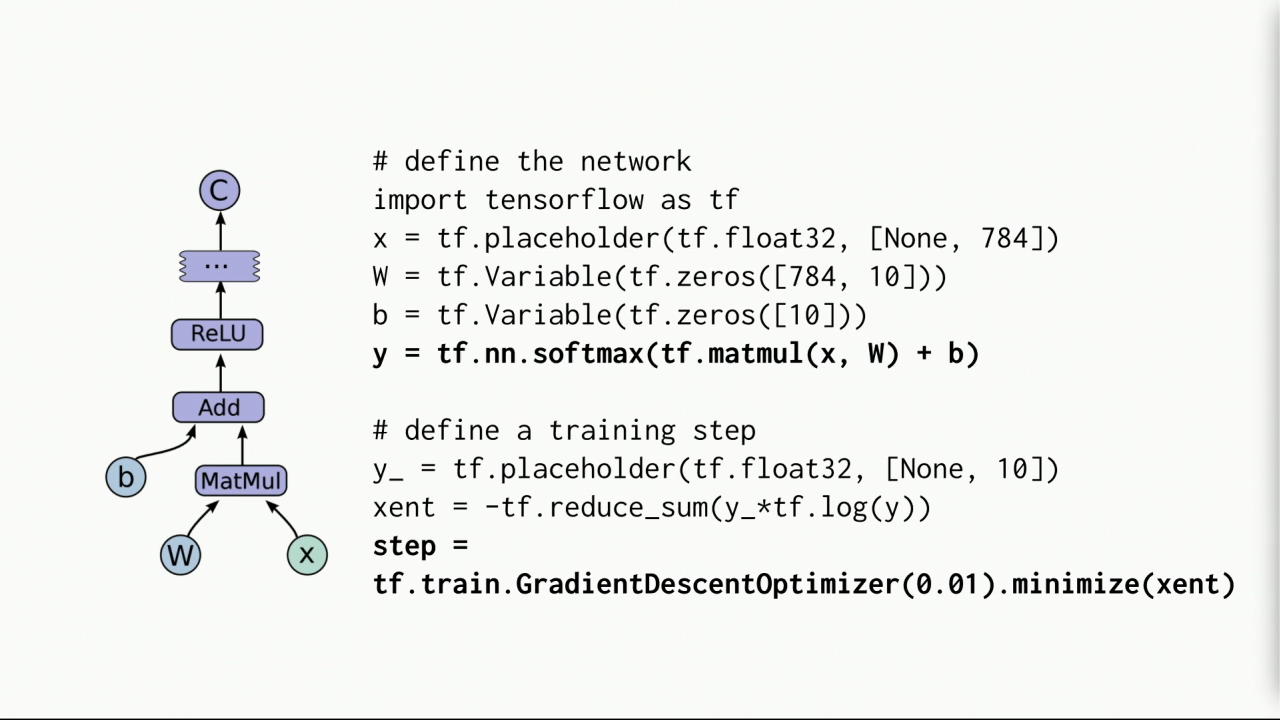 C
...
ReLU
Add
b
MatMul
W
x
# define the network
import tensorflow as tf
x = tf.placeholder(tf.float32, [None, 784])
W = tf.Variable(tf.zeros([784, 10]))
b = tf.Variable(tf.zeros([10]))
y = tf.nn.softmax(tf.matmul(x, W) + b)
# define a training step
y_ = tf.placeholder(tf.float32, [None, 10])
xent = -tf.reduce_sum(y_*tf.log(y))
step =
tf.train.GradientDescentOptimizer(0.01).minimize(xent)